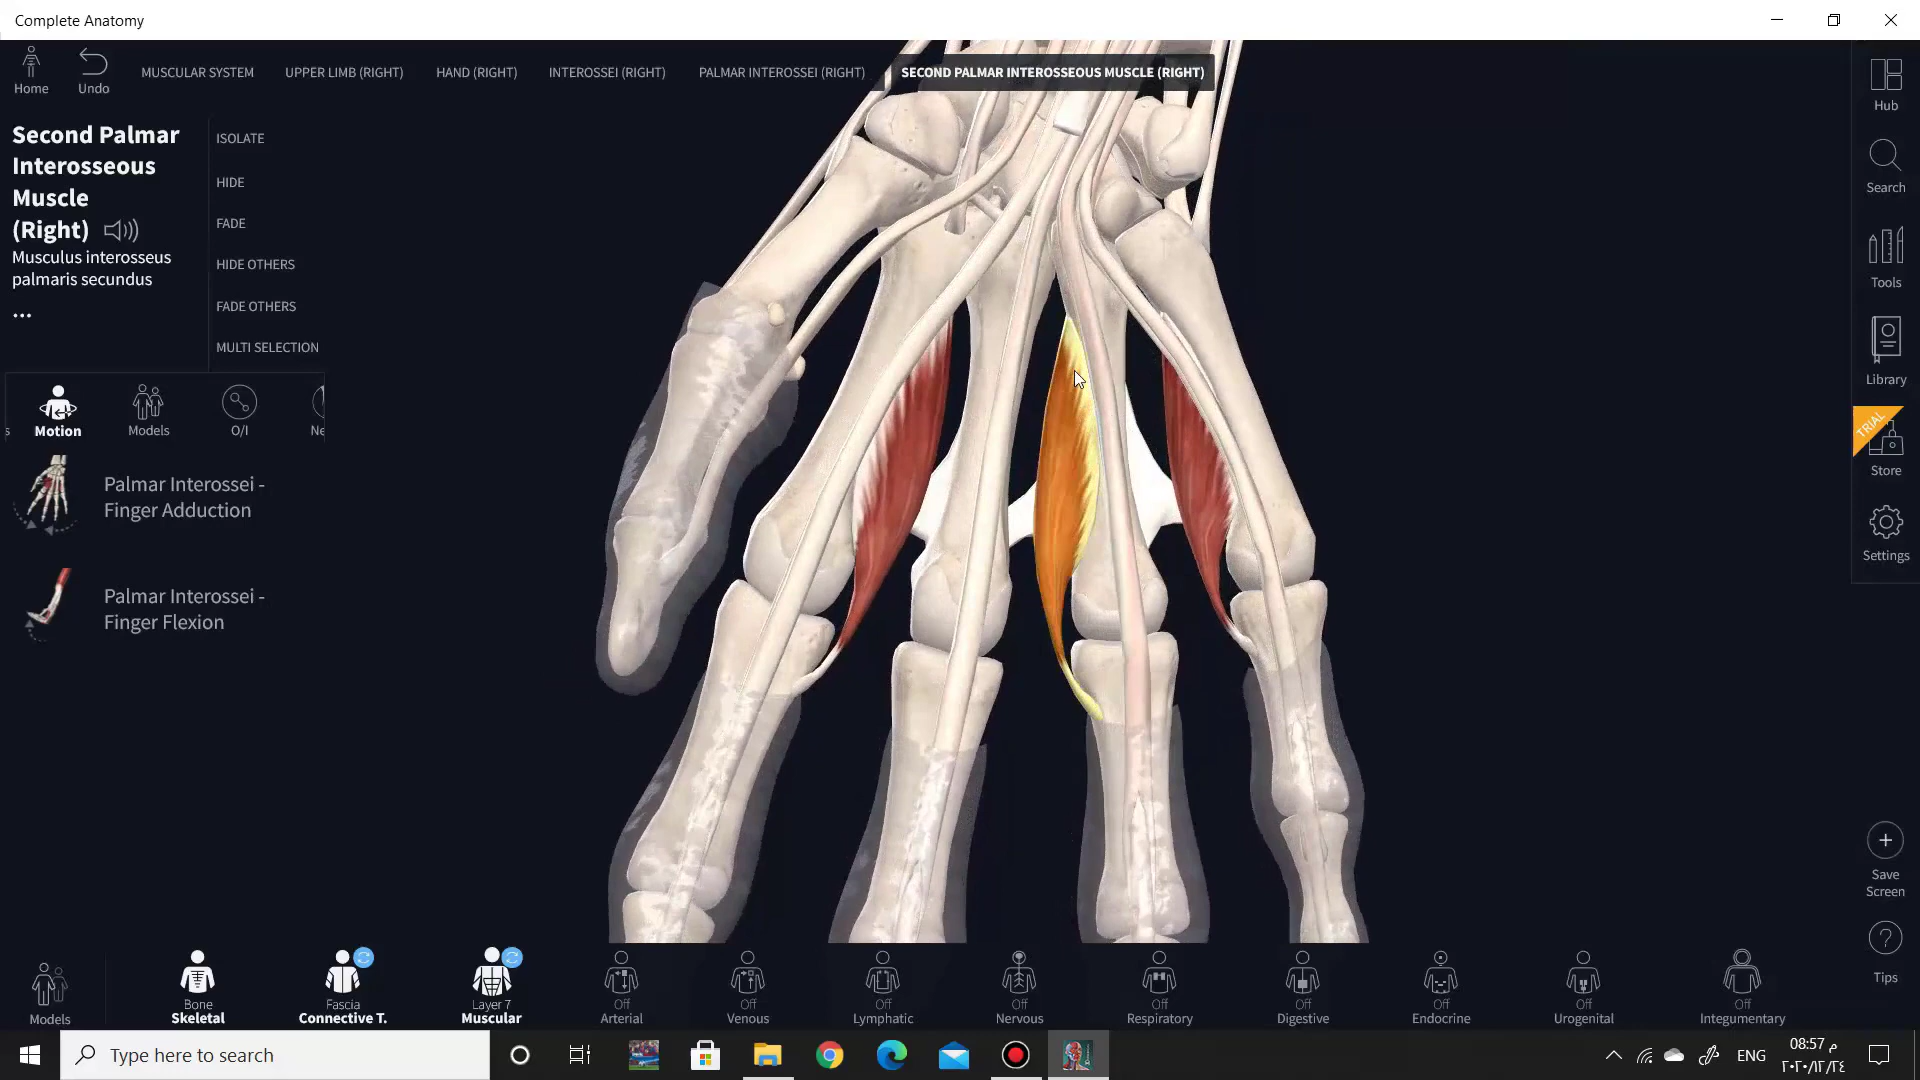 Complete Anatomy
Home
Undo
MUSCULAR SYSTEM
UPPER LIMB (RIGHT)
HAND (RIGHT)
INTEROSSEI (RIGHT)
PALMAR INTEROSSEI (RIGHT)
SECOND PALMAR INTEROSSEOUS MUSCLE (RIGHT)
Second Palmar
Interosseous
Muscle
(Right)
Musculus interosseus
palmaris secundus
...
ISOLATE
HIDE
FADE
HIDE OTHERS
FADE OTHERS
MULTI SELECTION
s
Motion
Models
O/I
Ne
Palmar Interossei -
Finger Adduction
Palmar Interossei -
Finger Flexion
Hub
Search
Tools
Library
TRIAL
Store
Settings
+
Save
Screen
?
Tips
Models
Bone
Skeletal
Fascia
Connective T.
Layer 7
Muscular
Off
Arterial
Off
Venous
Off
Lymphatic
Off
Nervous
Off
Respiratory
Off
Digestive
Off
Endocrine
Off
Urogenital
Off
Integumentary
Type here to search
ENG
08:57 م
٢٠٢٠/١٢/٢٤